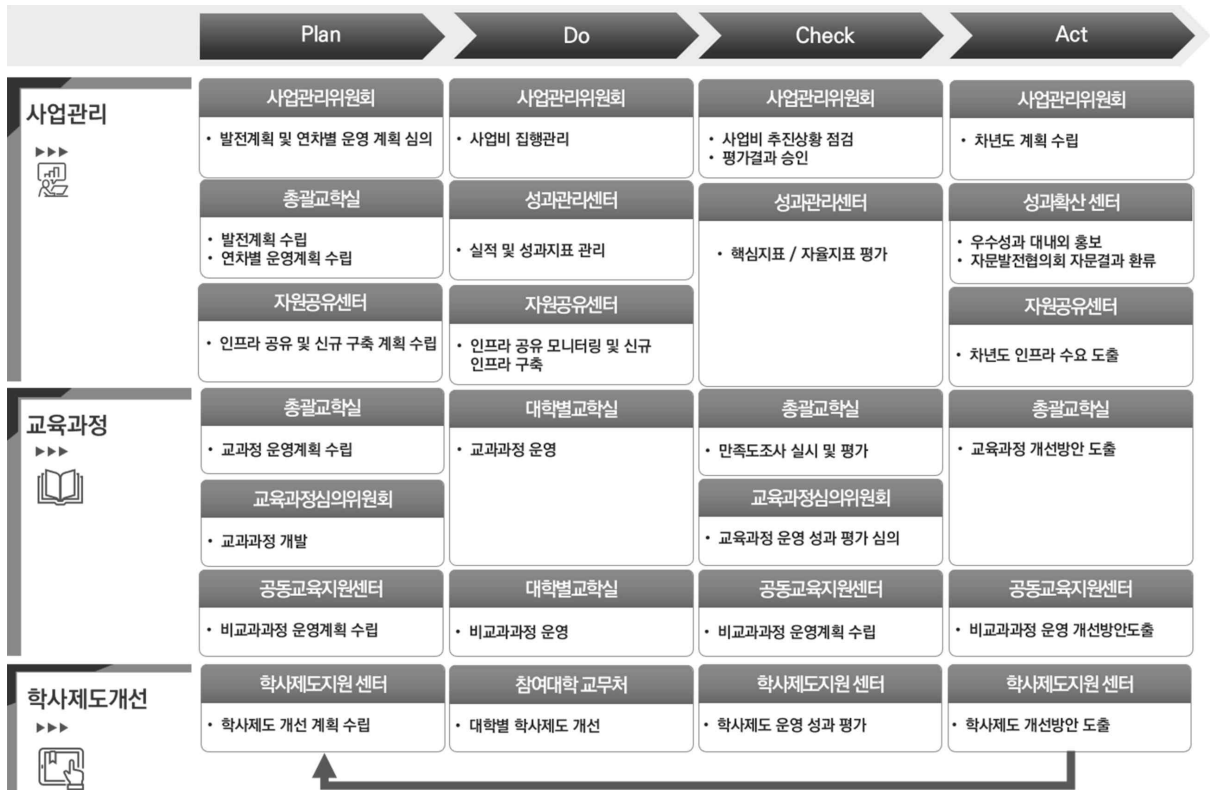 Plan
Do
Check
Act
사업관리
사업관리위원회
• 발전계획 및 연차별 운영 계획 심의
사업관리위원회
• 사업비 집행관리
사업관리위원회
• 사업비 추진상황 점검
• 평가결과 승인
사업관리위원회
• 차년도 계획 수립
총괄교학실
• 발전계획 수립
• 연차별 운영계획 수립
성과관리센터
• 실적 및 성과지표 관리
성과관리센터
• 핵심지표 / 자율지표 평가
성과확산 센터
• 우수성과 대내외 홍보
• 자문발전협의회 자문결과 환류
자원공유센터
• 인프라 공유 및 신규 구축 계획 수립
자원공유센터
• 인프라 공유 모니터링 및 신규
인프라 구축
자원공유센터
• 차년도 인프라 수요 도출
교육과정
총괄교학실
• 교과정 운영계획 수립
대학별교학실
• 교과과정 운영
총괄교학실
• 만족도조사 실시 및 평가
총괄교학실
• 교육과정 개선방안 도출
교육과정심의위원회
• 교과과정 개발
교육과정심의위원회
• 교육과정 운영 성과 평가 심의
공동교육지원센터
• 비교과과정 운영계획 수립
대학별교학실
• 비교과과정 운영
공동교육지원센터
• 비교과과정 운영계획 수립
공동교육지원센터
• 비교과과정 운영 개선방안도출
학사제도개선
학사제도지원 센터
• 학사제도 개선 계획 수립
참여대학 교무처
• 대학별 학사제도 개선
학사제도지원 센터
• 학사제도 운영 성과 평가
학사제도지원 센터
• 학사제도 개선방안 도출